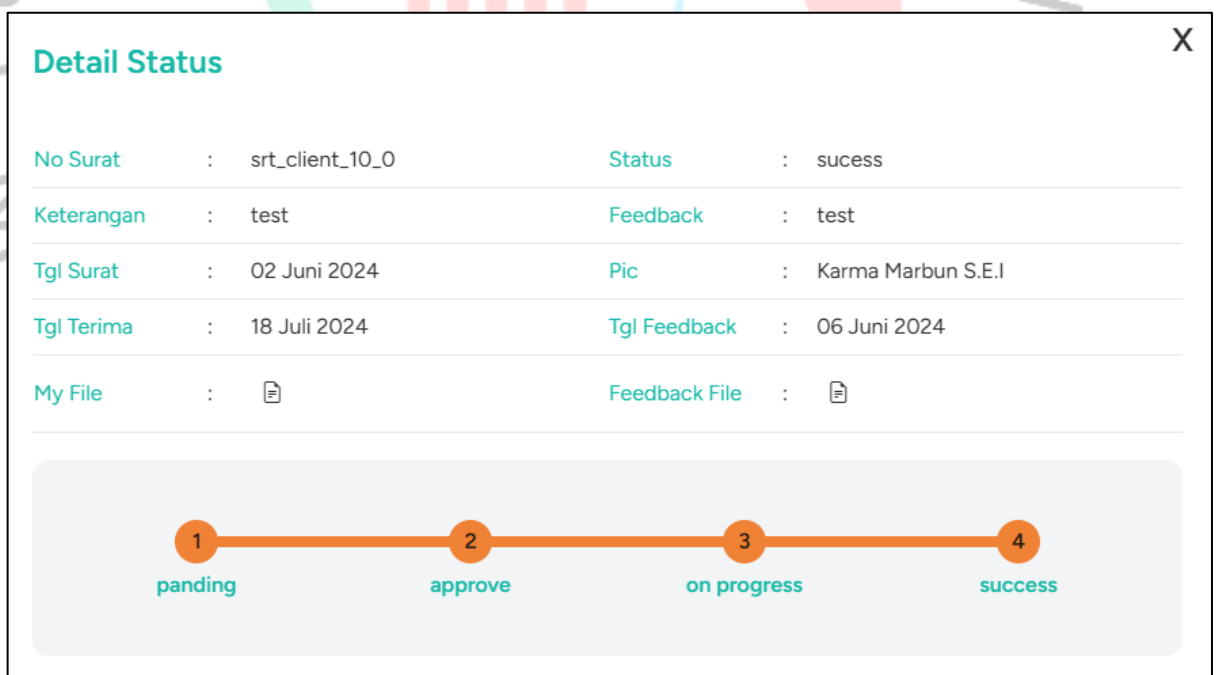 X
Detail Status
No Surat : srt_client_10_0 Status : sucess
Keterangan : test Feedback : test
Tgl Surat : 02 Juni 2024 Pic : Karma Marbun S.E.I
Tgl Terima : 18 Juli 2024 Tgl Feedback : 06 Juni 2024
My File : Feedback File :
1 2 3 4
panding approve on progress success